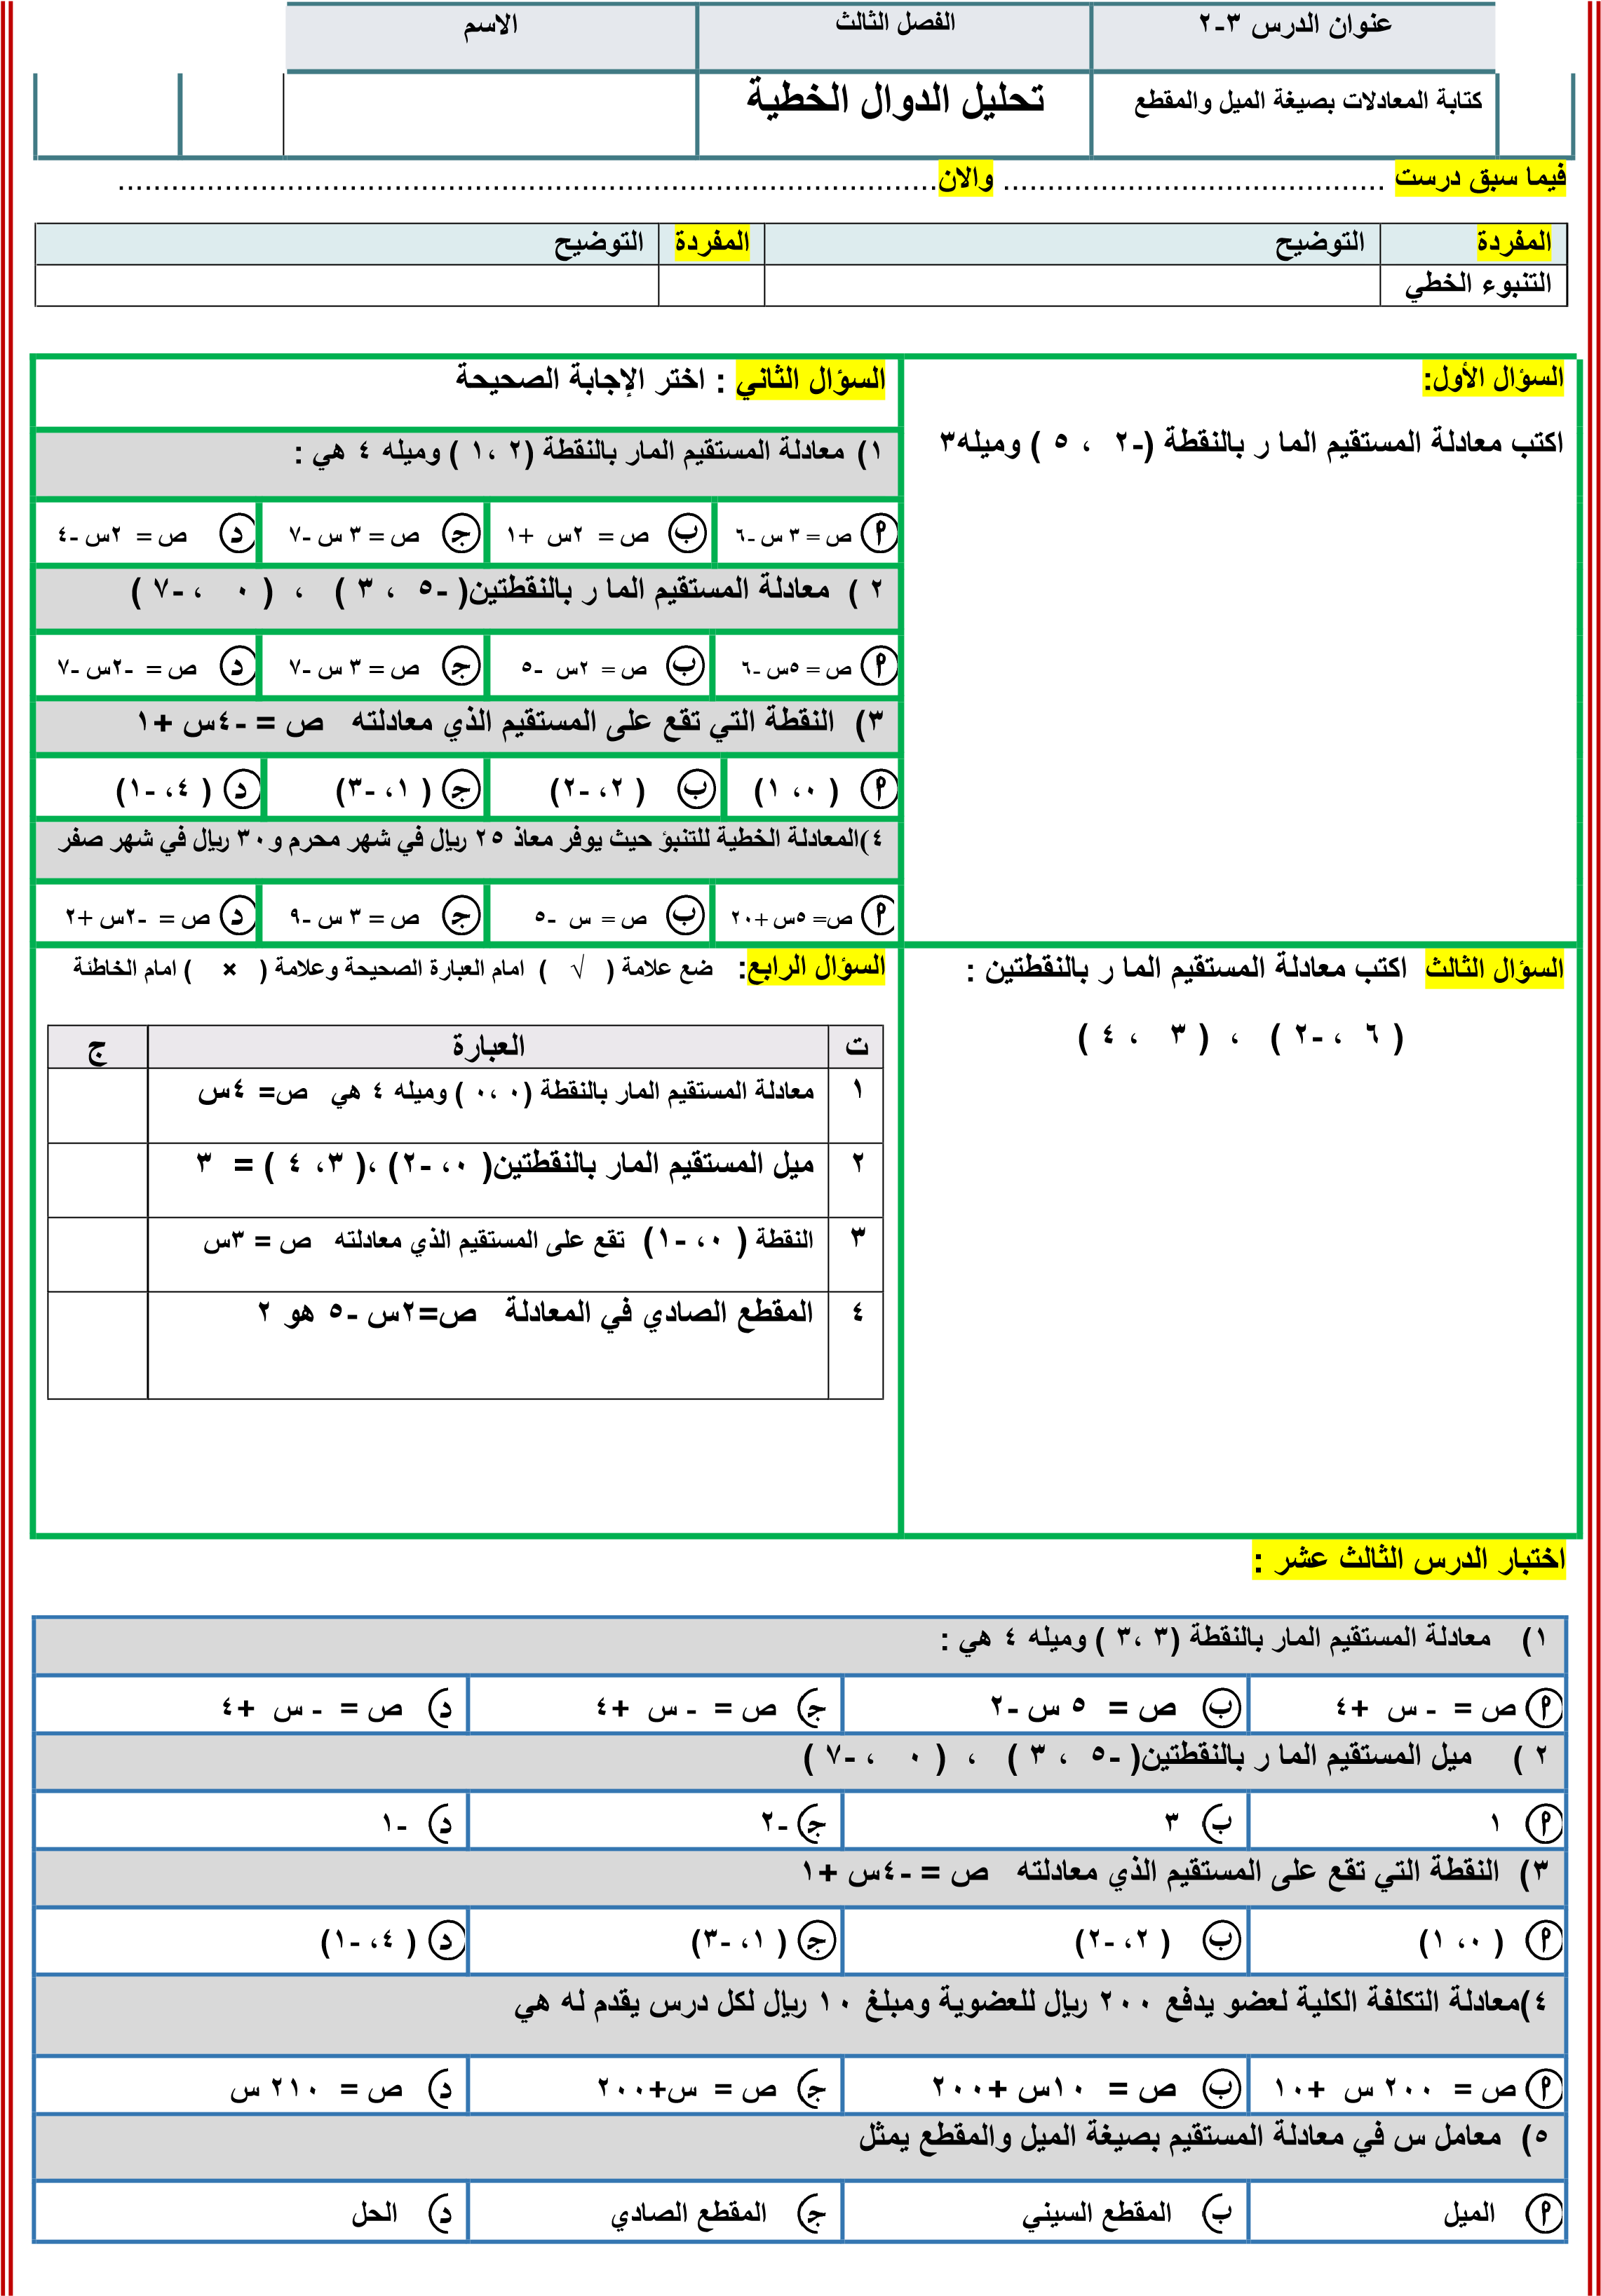 عنوان الدرس ٣-٢ الفصل الثالث الاسم
كتابة المعادلات بصيغة الميل والمقطع تحليل الدوال الخطية
فيما سبق درست ........................................... والان............................................................................................
المفردة التوضيح المفردة التوضيح
التنبوء الخطي
السؤال الأول:
اكتب معادلة المستقيم الما ر بالنقطة (-٢ ، ٥ ) وميله٣
السؤال الثاني : اختر الإجابة الصحيحة
١) معادلة المستقيم المار بالنقطة (٢ ،١ ) وميله ٤ هي :
أ ص = ٣ س -٦ ب ص = ٢س +١ ج ص = ٣ س -٧ د ص = ٢س -٤
٢ ) معادلة المستقيم الما ر بالنقطتين( -٥ ، ٣ ) ، ( ٠ ، -٧ )
أ ص = ٥س -٦ ب ص = ٢س -٥ ج ص = ٣ س -٧ د ص = -٢س -٧
٣) النقطة التي تقع على المستقيم الذي معادلته ص = -٤س +١
أ ( ٠، ١) ب ( ٢، -٢) ج ( ١، -٣) د ( ٤، -١)
٤)المعادلة الخطية للتنبؤ حيث يوفر معاذ ٢٥ ريال في شهر محرم و٣٠ ريال في شهر صفر
أ ص= ٥س +٢٠ ب ص = س -٥ ج ص = ٣ س -٩ د ص = -٢س +٢
السؤال الثالث اكتب معادلة المستقيم الما ر بالنقطتين :
( ٦ ، -٢ ) ، ( ٣ ، ٤ )
السؤال الرابع: ضع علامة ( √ ) امام العبارة الصحيحة وعلامة ( × ) امام الخاطئة
ت العبارة ج
١ معادلة المستقيم المار بالنقطة (٠ ،٠ ) وميله ٤ هي ص= ٤س
٢ ميل المستقيم المار بالنقطتين( ٠، -٢) ،( ٣، ٤ ) = ٣
٣ النقطة ( ٠، -١) تقع على المستقيم الذي معادلته ص = ٣س
٤ المقطع الصادي في المعادلة ص=٢س -٥ هو ٢
اختبار الدرس الثالث عشر :
١) معادلة المستقيم المار بالنقطة (٣ ،٣ ) وميله ٤ هي :
أ ص = - س +٤ ب ص = ٥ س -٢ ج ص = - س +٤ د ص = - س +٤
٢ ) ميل المستقيم الما ر بالنقطتين( -٥ ، ٣ ) ، ( ٠ ، -٧ )
أ ١ ب ٣ ج -٢ د -١
٣) النقطة التي تقع على المستقيم الذي معادلته ص = -٤س +١
أ ( ٠، ١) ب ( ٢، -٢) ج ( ١، -٣) د ( ٤، -١)
٤)معادلة التكلفة الكلية لعضو يدفع ٢٠٠ ريال للعضوية ومبلغ ١٠ ريال لكل درس يقدم له هي
أ ص = ٢٠٠ س +١٠ ب ص = ١٠س +٢٠٠ ج ص = س+٢٠٠ د ص = ٢١٠ س
٥) معامل س في معادلة المستقيم بصيغة الميل والمقطع يمثل
أ الميل ب المقطع السيني ج المقطع الصادي د الحل